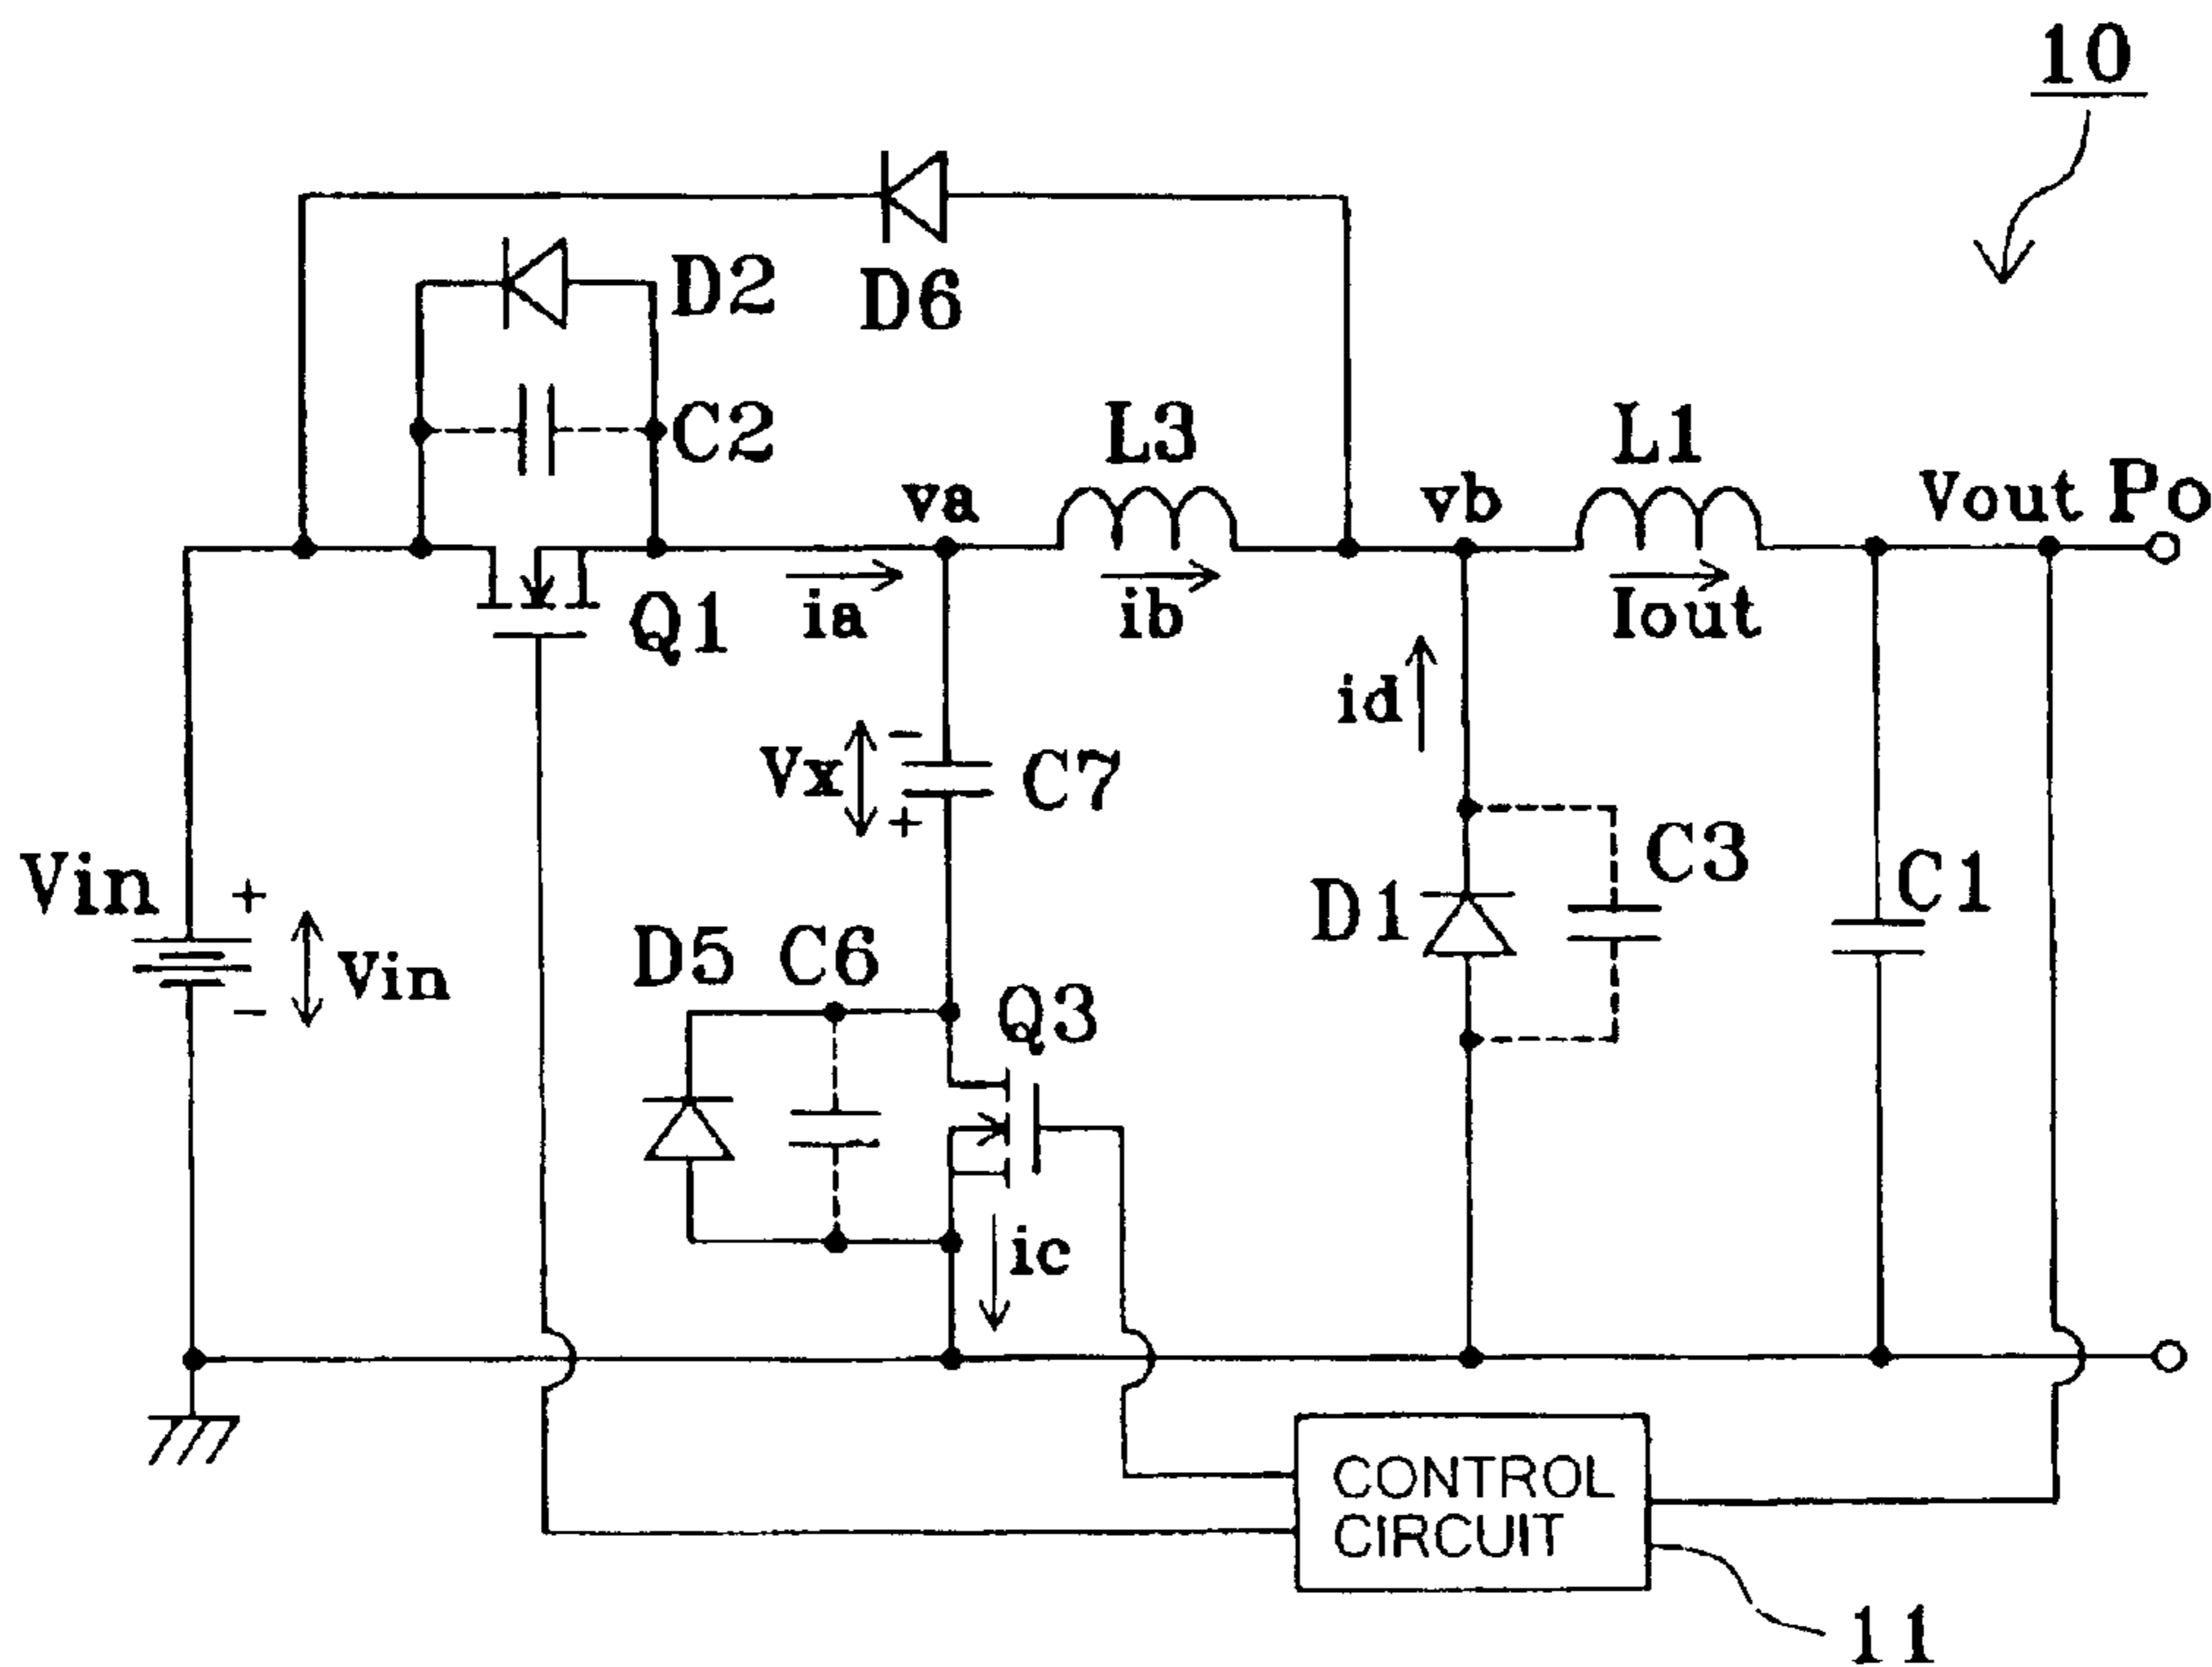 10
D2
D6
C2
L3
L1
va
vb
Vout Po
Q1
ia
ib
Iout
id
Vx
−
+
C7
Vin
+
−
Vin
D1
C3
C1
D5 C6
Q3
ic
CONTROL
CIRCUIT
11